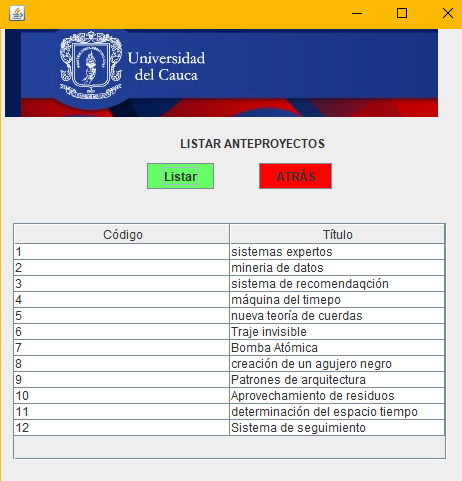 Universidad
del Cauca
LISTAR ANTEPROYECTOS
Listar ATRÁS
Código Título
1 sistemas expertos
2 mineria de datos
3 sistema de recomendaqción
4 máquina del timepo
5 nueva teoría de cuerdas
6 Traje invisible
7 Bomba Atómica
8 creación de un agujero negro
9 Patrones de arquitectura
10 Aprovechamiento de residuos
11 determinación del espacio tiempo
12 Sistema de seguimiento